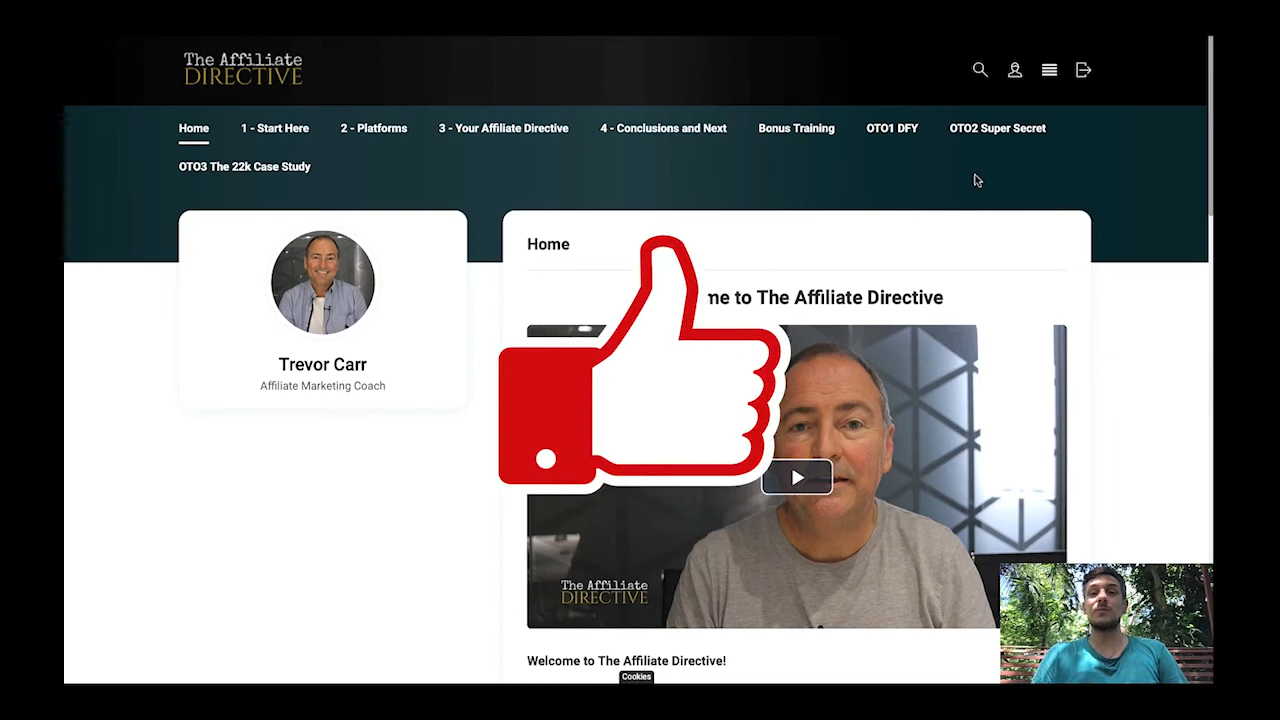 The Affiliate
DIRECTIVE
Home
1 - Start Here
2 - Platforms
3 - Your Affiliate Directive
4 - Conclusions and Next
Bonus Training
OTO1 DFY
OTO2 Super Secret
OTO3 The 22k Case Study
Trevor Carr
Affiliate Marketing Coach
Home
me to The Affiliate Directive
The Affiliate
DIRECTIVE
Welcome to The Affiliate Directive!
Cookies